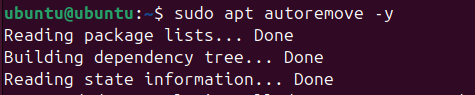 ubuntu@ubuntu:~$ sudo apt autoremove -y
Reading package lists... Done
Building dependency tree... Done
Reading state information... Done